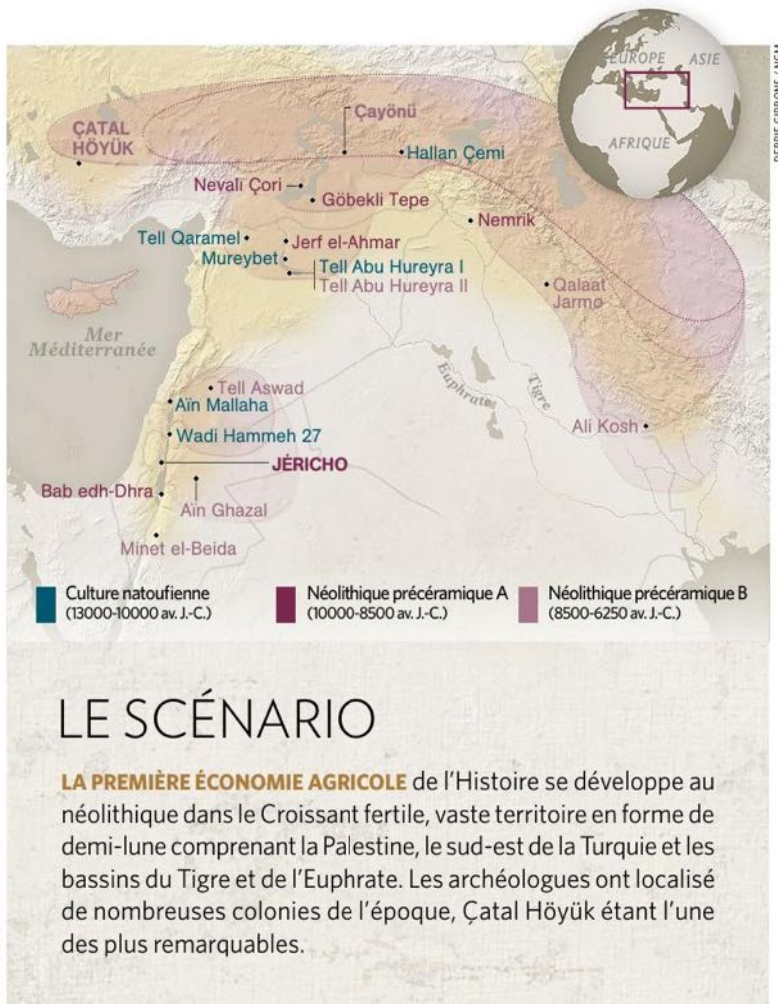 EUROPE
ASIE
AFRIQUE
DEBBIE GIBBONS / NGM
ÇATAL
HÖYÜK
Çayönü
Hallan Çemi
Nevalı Çori
Göbekli Tepe
Nemrik
Tell Qaramel
Jerf el-Ahmar
Mureybet
Tell Abu Hureyra I
Tell Abu Hureyra II
Qalaat
Jarmo
Mer
Méditerranée
Euphrate
Tigre
Tell Aswad
Aïn Mallaha
Wadi Hammeh 27
Ali Kosh
JÉRICHO
Bab edh-Dhra
Aïn Ghazal
Minet el-Beida
Culture natoufienne
(13000-10000 av. J.-C.)
Néolithique précéramique A
(10000-8500 av. J.-C.)
Néolithique précéramique B
(8500-6250 av. J.-C.)
LE SCÉNARIO
LA PREMIÈRE ÉCONOMIE AGRICOLE de l'Histoire se développe au
néolithique dans le Croissant fertile, vaste territoire en forme de
demi-lune comprenant la Palestine, le sud-est de la Turquie et les
bassins du Tigre et de l'Euphrate. Les archéologues ont localisé
de nombreuses colonies de l'époque, Çatal Höyük étant l'une
des plus remarquables.